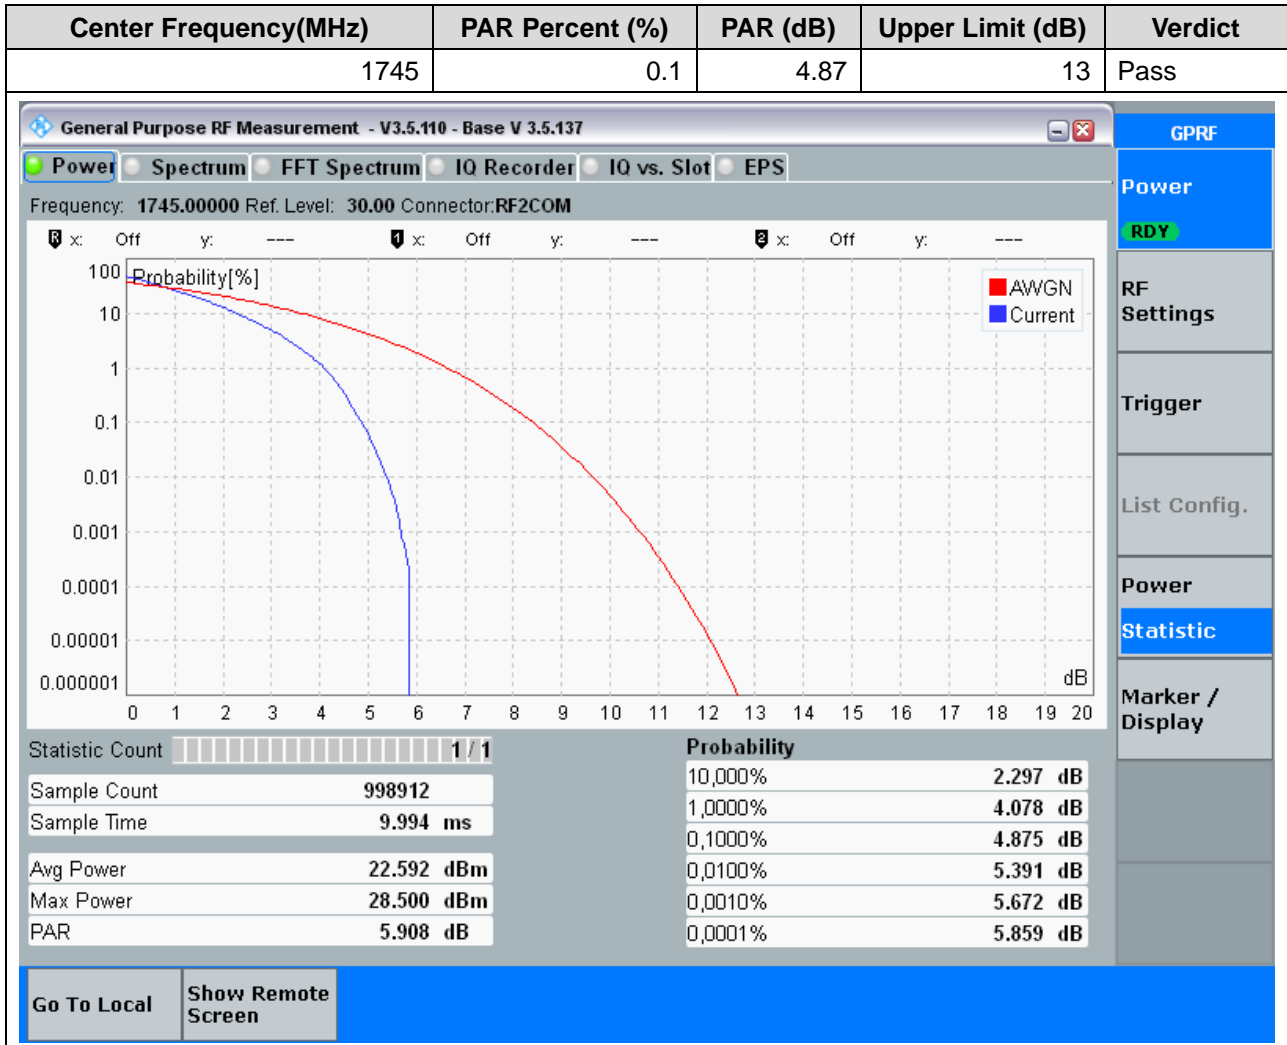 Center Frequency(MHz) PAR Percent (%) PAR (dB) Upper Limit (dB) Verdict
1745 0.1 4.87 13 Pass
General Purpose RF Measurement - V3.5.110 - Base V 3.5.137
GPRF
Power Spectrum FFT Spectrum IQ Recorder IQ vs. Slot EPS
Frequency: 1745.00000 Ref. Level: 30.00 Connector:RF2COM
R x: Off y: --- 1 x: Off y: --- 2 x: Off y: ---
Probability[%]
AWGN
Current
100
10
1
0.1
0.01
0.001
0.0001
0.00001
0.000001
dB
0 1 2 3 4 5 6 7 8 9 10 11 12 13 14 15 16 17 18 19 20
Statistic Count 1 / 1
Sample Count 998912
Sample Time 9.994 ms
Avg Power 22.592 dBm
Max Power 28.500 dBm
PAR 5.908 dB
Probability
10,000% 2.297 dB
1,0000% 4.078 dB
0,1000% 4.875 dB
0,0100% 5.391 dB
0,0010% 5.672 dB
0,0001% 5.859 dB
Power
RDY
RF
Settings
Trigger
List Config.
Power
Statistic
Marker /
Display
Go To Local
Show Remote
Screen